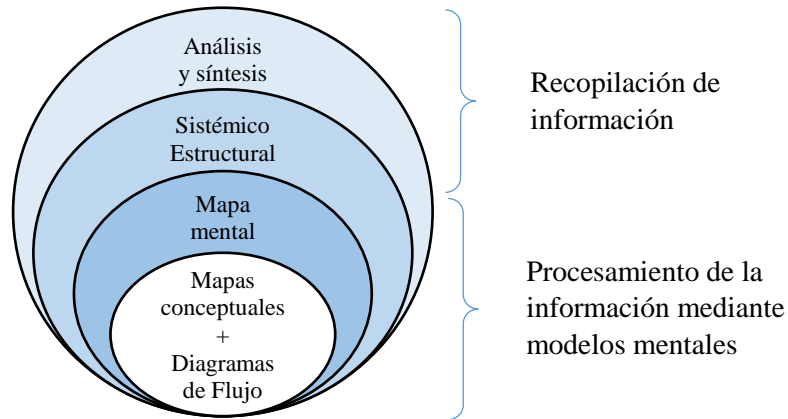 Análisis
y síntesis
Sistémico
Estructural
Mapa
mental
Mapas
conceptuales
+
Diagramas
de Flujo
Recopilación de
información
Procesamiento de la
información mediante
modelos mentales